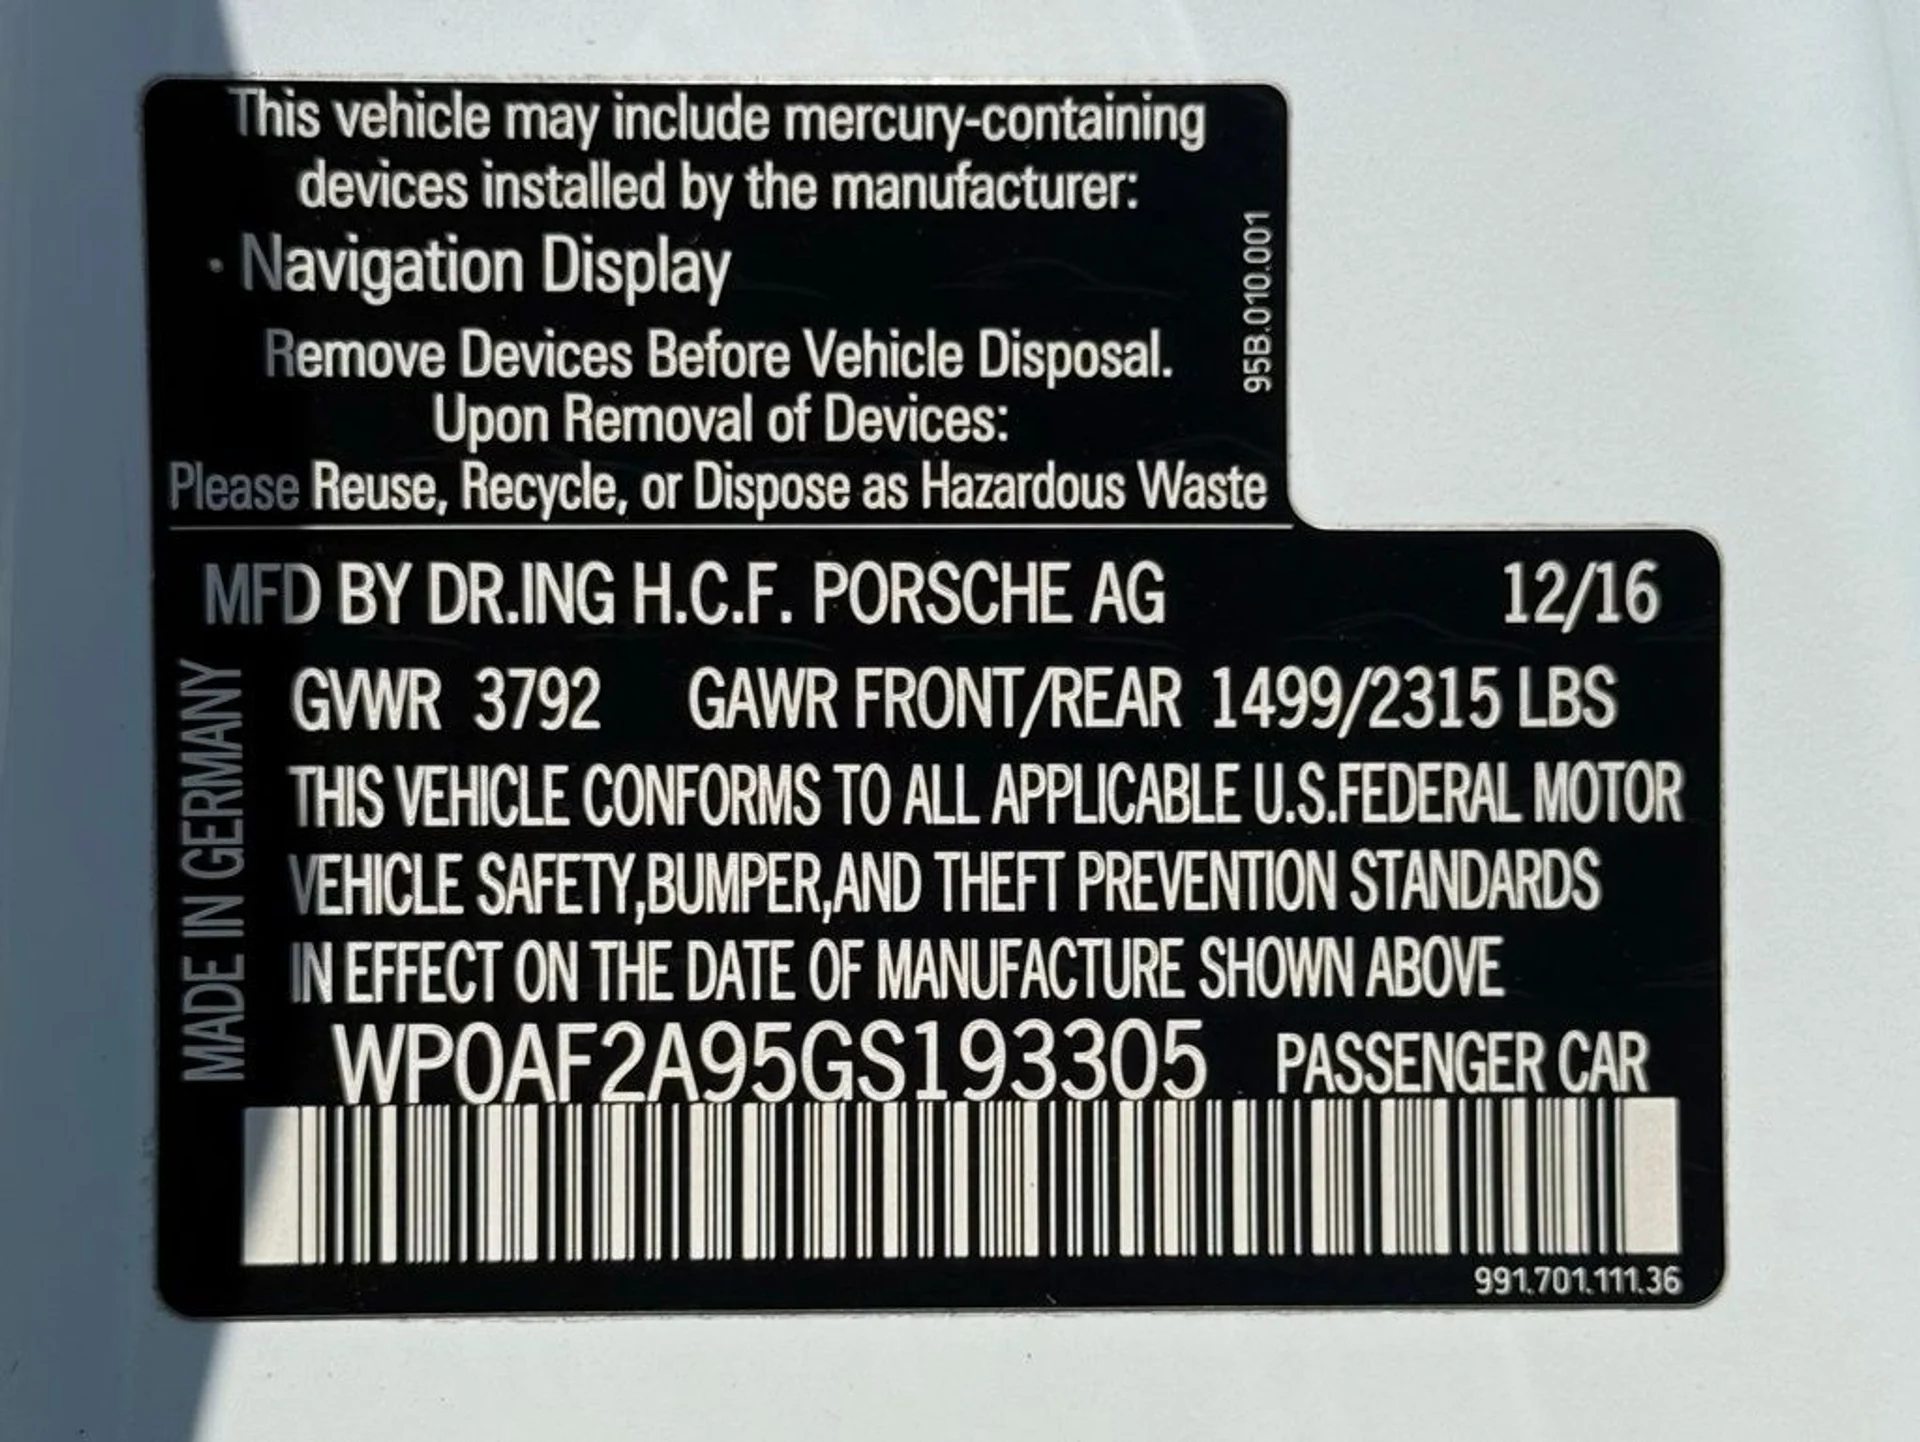 This vehicle may include mercury-containing
devices installed by the manufacturer:
· Navigation Display
Remove Devices Before Vehicle Disposal.
Upon Removal of Devices:
Please Reuse, Recycle, or Dispose as Hazardous Waste
95B.010.001
MFD BY DR.ING H.C.F. PORSCHE AG 12/16
GVWR 3792 GAWR FRONT/REAR 1499/2315 LBS
THIS VEHICLE CONFORMS TO ALL APPLICABLE U.S.FEDERAL MOTOR
VEHICLE SAFETY,BUMPER,AND THEFT PREVENTION STANDARDS
IN EFFECT ON THE DATE OF MANUFACTURE SHOWN ABOVE
MADE IN GERMANY
WP0AF2A95GS193305 PASSENGER CAR
991.701.111.36